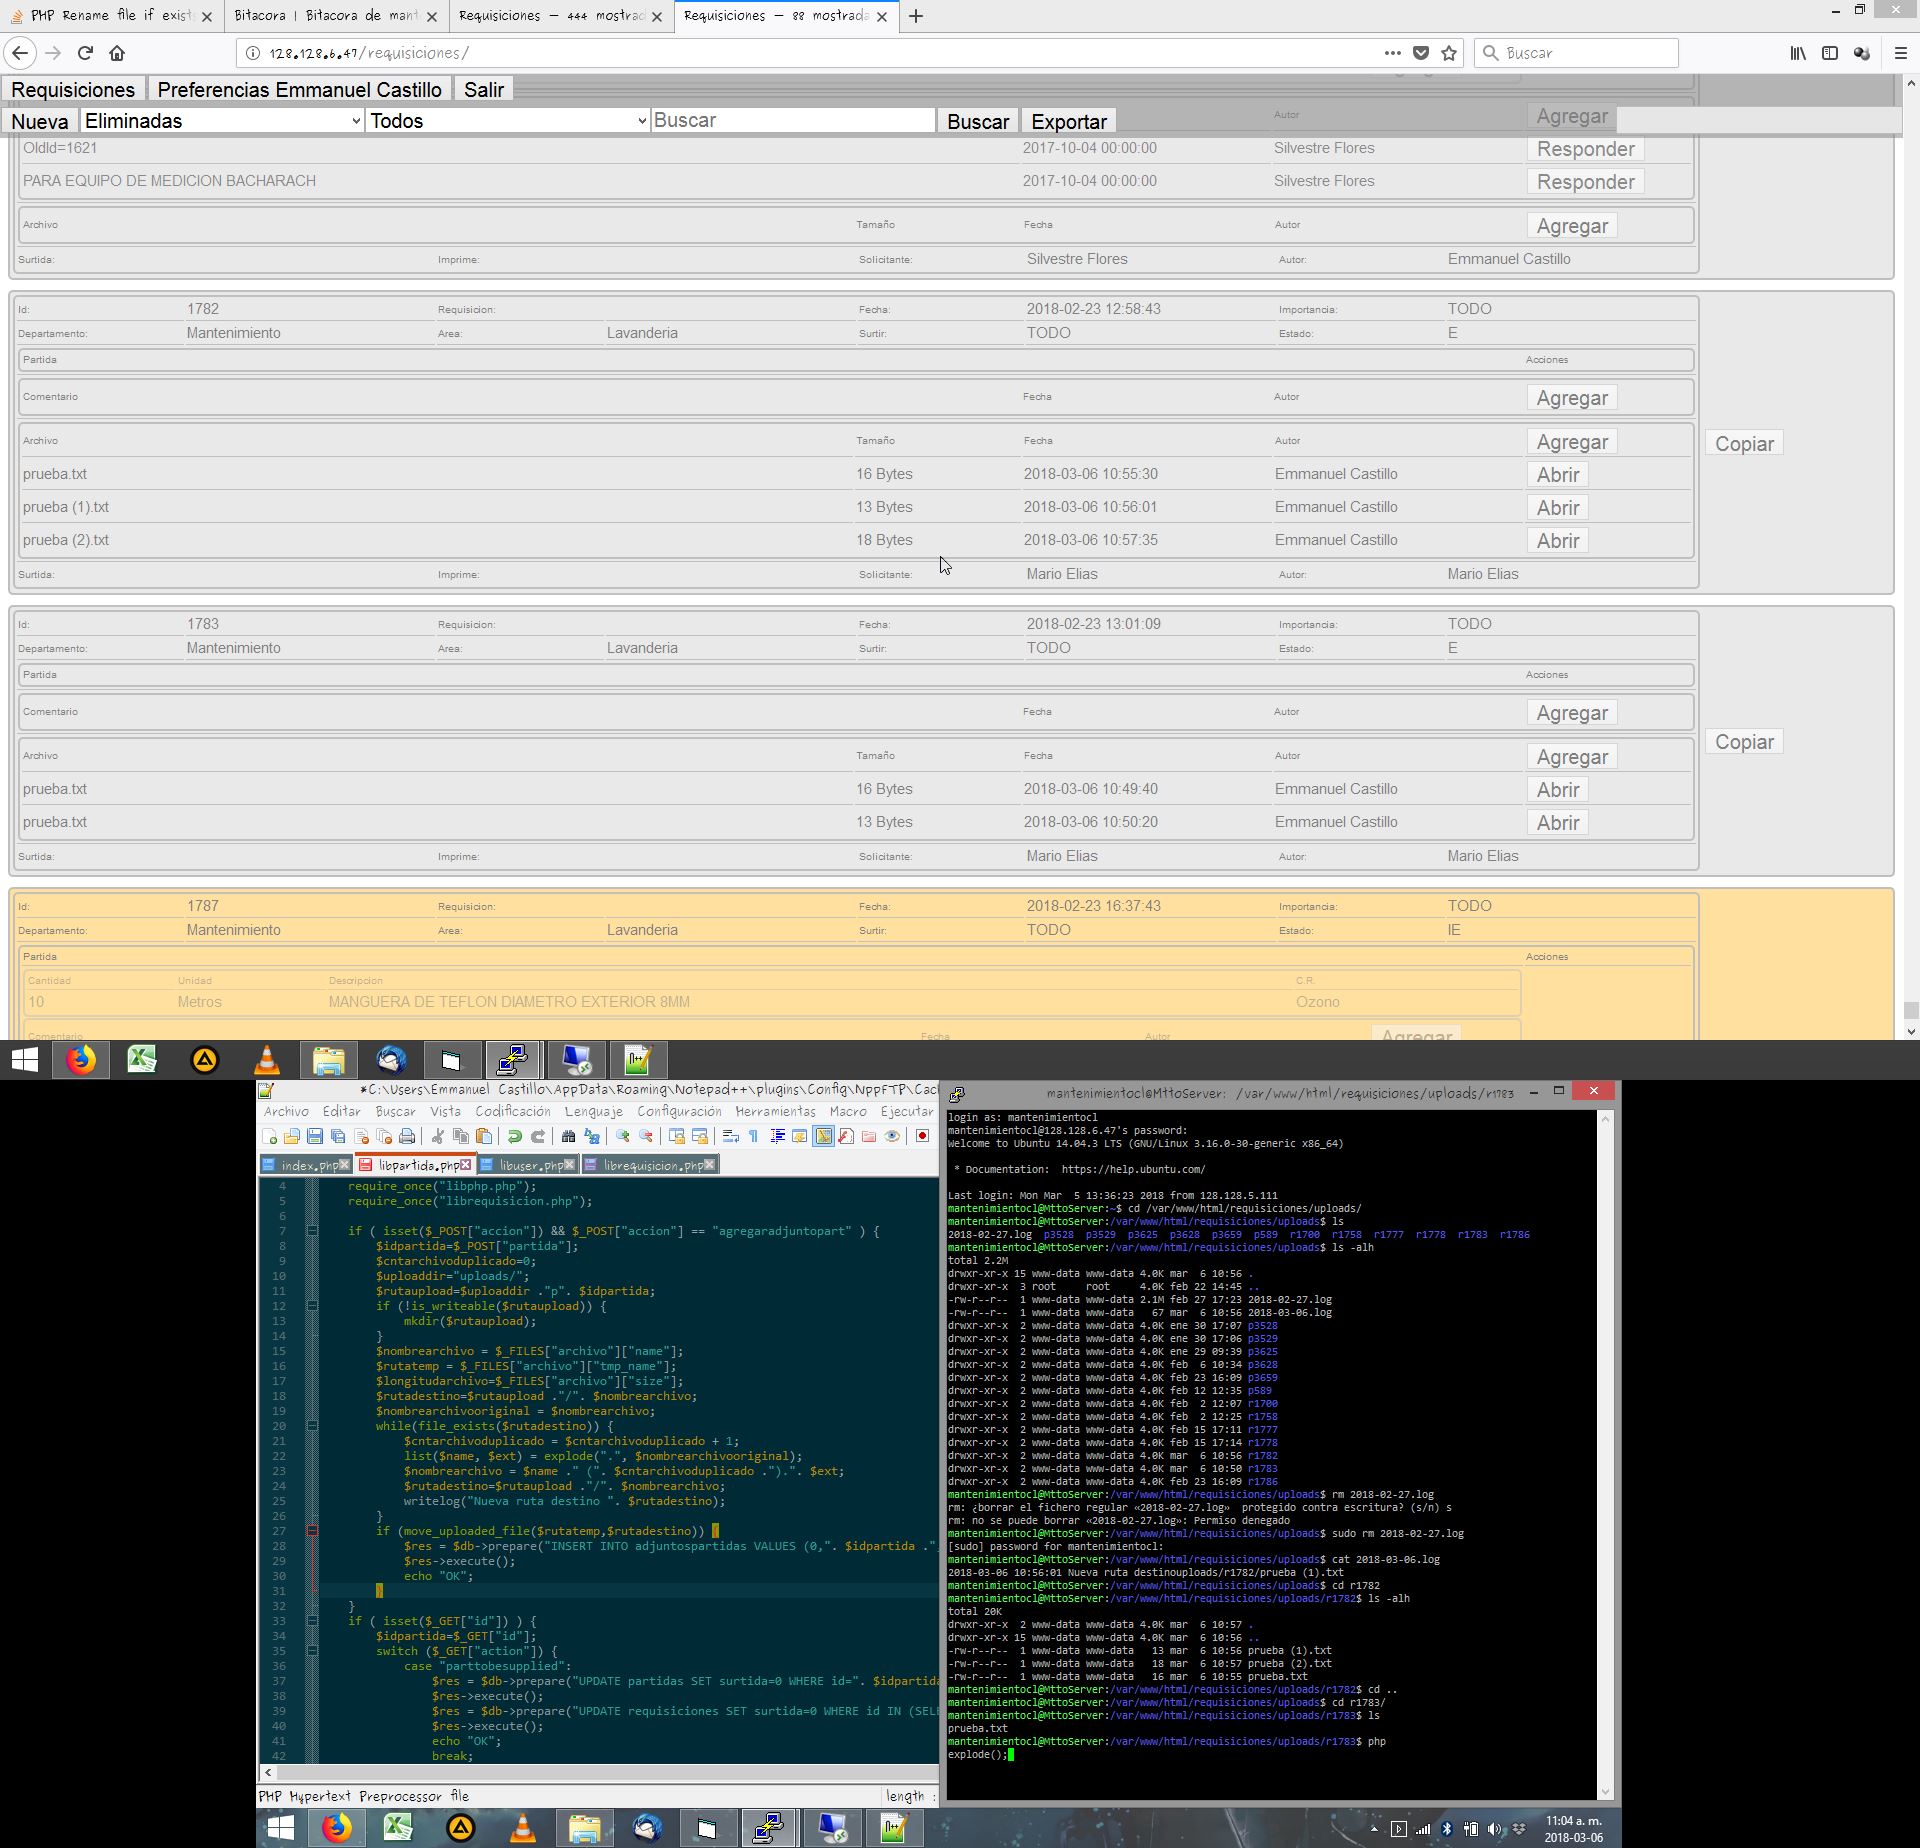 PHP Rename file if exist
Bitacora | Bitacora de mant
Requisiciones – 444 mostrad
Requisiciones – 88 mostrada
128.128.6.47/requisiciones/
Buscar
Requisiciones
Preferencias Emmanuel Castillo
Salir
Nueva
Eliminadas
Todos
Buscar
Buscar
Exportar
Autor
Agregar
OldId=1621 2017-10-04 00:00:00 Silvestre Flores Responder
PARA EQUIPO DE MEDICION BACHARACH 2017-10-04 00:00:00 Silvestre Flores Responder
Archivo Tamaño Fecha Autor Agregar
Surtida: Imprime: Solicitante: Silvestre Flores Autor: Emmanuel Castillo
Id: 1782 Requisicion: Fecha: 2018-02-23 12:58:43 Importancia: TODO
Departamento: Mantenimiento Area: Lavanderia Surtir: TODO Estado: E
Partida Acciones
Comentario Fecha Autor Agregar
Archivo Tamaño Fecha Autor Agregar
Copiar
prueba.txt 16 Bytes 2018-03-06 10:55:30 Emmanuel Castillo Abrir
prueba (1).txt 13 Bytes 2018-03-06 10:56:01 Emmanuel Castillo Abrir
prueba (2).txt 18 Bytes 2018-03-06 10:57:35 Emmanuel Castillo Abrir
Surtida: Imprime: Solicitante: Mario Elias Autor: Mario Elias
Id: 1783 Requisicion: Fecha: 2018-02-23 13:01:09 Importancia: TODO
Departamento: Mantenimiento Area: Lavanderia Surtir: TODO Estado: E
Partida Acciones
Comentario Fecha Autor Agregar
Copiar
Archivo Tamaño Fecha Autor Agregar
prueba.txt 16 Bytes 2018-03-06 10:49:40 Emmanuel Castillo Abrir
prueba.txt 13 Bytes 2018-03-06 10:50:20 Emmanuel Castillo Abrir
Surtida: Imprime: Solicitante: Mario Elias Autor: Mario Elias
Id: 1787 Requisicion: Fecha: 2018-02-23 16:37:43 Importancia: TODO
Departamento: Mantenimiento Area: Lavanderia Surtir: TODO Estado: IE
Partida Acciones
Cantidad Unidad Descripcion C.R.
10 Metros MANGUERA DE TEFLON DIAMETRO EXTERIOR 8MM Ozono
Comentario Fecha Autor Agregar
*C:\Users\Emmanuel Castillo\AppData\Roaming\Notepad++\plugins\Config\NppFTP\Cac
Archivo Editar Buscar Vista Codificación Lenguaje Configuración Herramientas Macro Ejecutar
index.php libpartida.php libuser.php librequisicion.php
4 require_once("libphp.php");
5 require_once("librequisicion.php");
6
7 if ( isset($_POST["accion"]) && $_POST["accion"] == "agregaradjuntopart" ) {
8 $idpartida=$_POST["partida"];
9 $cntarchivoduplicado=0;
10 $uploaddir="uploads/";
11 $rutaupload=$uploaddir ."p". $idpartida;
12 if (!is_writeable($rutaupload)) {
13 mkdir($rutaupload);
14 }
15 $nombrearchivo = $_FILES["archivo"]["name"];
16 $rutatemp = $_FILES["archivo"]["tmp_name"];
17 $longitudarchivo=$_FILES["archivo"]["size"];
18 $rutadestino=$rutaupload ."/". $nombrearchivo;
19 $nombrearchivooriginal = $nombrearchivo;
20 while(file_exists($rutadestino)) {
21 $cntarchivoduplicado = $cntarchivoduplicado + 1;
22 list($name, $ext) = explode(".", $nombrearchivooriginal);
23 $nombrearchivo = $name ." (". $cntarchivoduplicado .").". $ext;
24 $rutadestino=$rutaupload ."/". $nombrearchivo;
25 writelog("Nueva ruta destino ". $rutadestino);
26 }
27 if (move_uploaded_file($rutatemp,$rutadestino)) {
28 $res = $db->prepare("INSERT INTO adjuntospartidas VALUES (0,". $idpartida ."
29 $res->execute();
30 echo "OK";
31 }
32 }
33 if ( isset($_GET["id"]) ) {
34 $idpartida=$_GET["id"];
35 switch ($_GET["action"]) {
36 case "parttobesupplied":
37 $res = $db->prepare("UPDATE partidas SET surtida=0 WHERE id=". $idpartida
38 $res->execute();
39 $res = $db->prepare("UPDATE requisiciones SET surtida=0 WHERE id IN (SELE
40 $res->execute();
41 echo "OK";
42 break;
PHP Hypertext Preprocessor file length :
mantenimientocl@MttoServer: /var/www/html/requisiciones/uploads/r1783
login as: mantenimientocl
mantenimientocl@128.128.6.47's password:
Welcome to Ubuntu 14.04.3 LTS (GNU/Linux 3.16.0-30-generic x86_64)
* Documentation: https://help.ubuntu.com/
Last login: Mon Mar 5 13:36:23 2018 from 128.128.5.111
mantenimientocl@MttoServer:~$ cd /var/www/html/requisiciones/uploads/
mantenimientocl@MttoServer:/var/www/html/requisiciones/uploads$ ls
2018-02-27.log p3528 p3529 p3625 p3628 p3659 p589 r1700 r1758 r1777 r1778 r1783 r1786
mantenimientocl@MttoServer:/var/www/html/requisiciones/uploads$ ls -alh
total 2.2M
drwxr-xr-x 15 www-data www-data 4.0K mar 6 10:56 .
drwxr-xr-x 3 root root 4.0K feb 22 14:45 ..
-rw-r--r-- 1 www-data www-data 2.1M feb 27 17:23 2018-02-27.log
-rw-r--r-- 1 www-data www-data 67 mar 6 10:56 2018-03-06.log
drwxr-xr-x 2 www-data www-data 4.0K ene 30 17:07 p3528
drwxr-xr-x 2 www-data www-data 4.0K ene 30 17:06 p3529
drwxr-xr-x 2 www-data www-data 4.0K ene 29 09:39 p3625
drwxr-xr-x 2 www-data www-data 4.0K feb 6 10:34 p3628
drwxr-xr-x 2 www-data www-data 4.0K feb 23 16:09 p3659
drwxr-xr-x 2 www-data www-data 4.0K feb 12 12:35 p589
drwxr-xr-x 2 www-data www-data 4.0K feb 2 12:07 r1700
drwxr-xr-x 2 www-data www-data 4.0K feb 2 12:25 r1758
drwxr-xr-x 2 www-data www-data 4.0K feb 15 17:11 r1777
drwxr-xr-x 2 www-data www-data 4.0K feb 15 17:14 r1778
drwxr-xr-x 2 www-data www-data 4.0K mar 6 10:56 r1782
drwxr-xr-x 2 www-data www-data 4.0K mar 6 10:50 r1783
drwxr-xr-x 2 www-data www-data 4.0K feb 23 16:09 r1786
mantenimientocl@MttoServer:/var/www/html/requisiciones/uploads$ rm 2018-02-27.log
rm: ¿borrar el fichero regular «2018-02-27.log» protegido contra escritura? (s/n) s
rm: no se puede borrar «2018-02-27.log»: Permiso denegado
mantenimientocl@MttoServer:/var/www/html/requisiciones/uploads$ sudo rm 2018-02-27.log
[sudo] password for mantenimientocl:
mantenimientocl@MttoServer:/var/www/html/requisiciones/uploads$ cat 2018-03-06.log
2018-03-06 10:56:01 Nueva ruta destinouploads/r1782/prueba (1).txt
mantenimientocl@MttoServer:/var/www/html/requisiciones/uploads$ cd r1782
mantenimientocl@MttoServer:/var/www/html/requisiciones/uploads/r1782$ ls -alh
total 20K
drwxr-xr-x 2 www-data www-data 4.0K mar 6 10:57 .
drwxr-xr-x 15 www-data www-data 4.0K mar 6 10:56 ..
-rw-r--r-- 1 www-data www-data 13 mar 6 10:56 prueba (1).txt
-rw-r--r-- 1 www-data www-data 18 mar 6 10:57 prueba (2).txt
-rw-r--r-- 1 www-data www-data 16 mar 6 10:55 prueba.txt
mantenimientocl@MttoServer:/var/www/html/requisiciones/uploads/r1782$ cd ..
mantenimientocl@MttoServer:/var/www/html/requisiciones/uploads$ cd r1783/
mantenimientocl@MttoServer:/var/www/html/requisiciones/uploads/r1783$ ls
prueba.txt
mantenimientocl@MttoServer:/var/www/html/requisiciones/uploads/r1783$ php
explode();
11:04 a. m.
2018-03-06